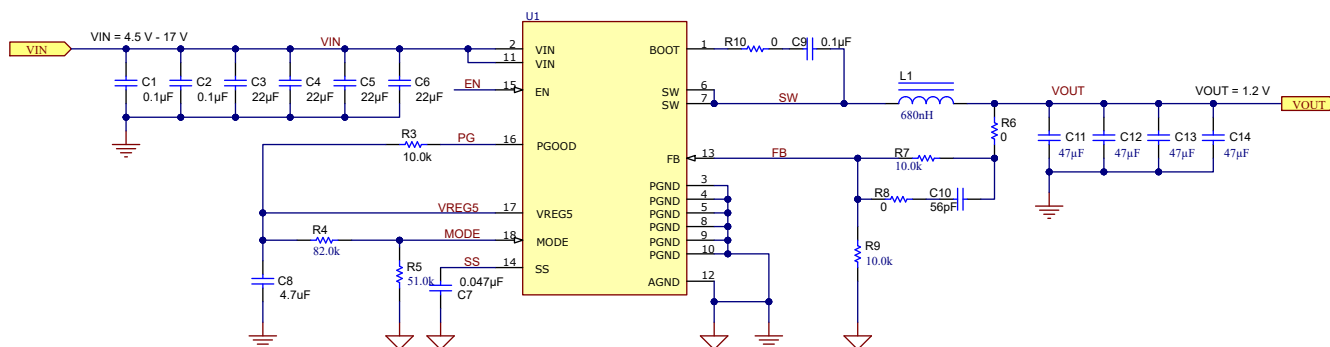 U1
VIN = 4.5 V - 17 V
VIN
VIN
C1
0.1µF
C2
0.1µF
C3
22µF
C4
22µF
C5
22µF
C6
22µF
2
11
VIN
VIN
EN
15
EN
R3
10.0k
PG
16
PGOOD
VREG5
17
VREG5
R4
82.0k
MODE
18
MODE
R5
51.0k
SS
14
SS
0.047µF
C7
C8
4.7uF
BOOT
1
R10
0
C9
0.1µF
SW
6
SW
7
SW
L1
680nH
FB
13
FB
R7
10.0k
R6
0
R8
0
C10
56pF
R9
10.0k
PGND
3
PGND
4
PGND
5
PGND
8
PGND
9
PGND
10
AGND
12
VOUT
VOUT = 1.2 V
VOUT
C11
47µF
C12
47µF
C13
47µF
C14
47µF